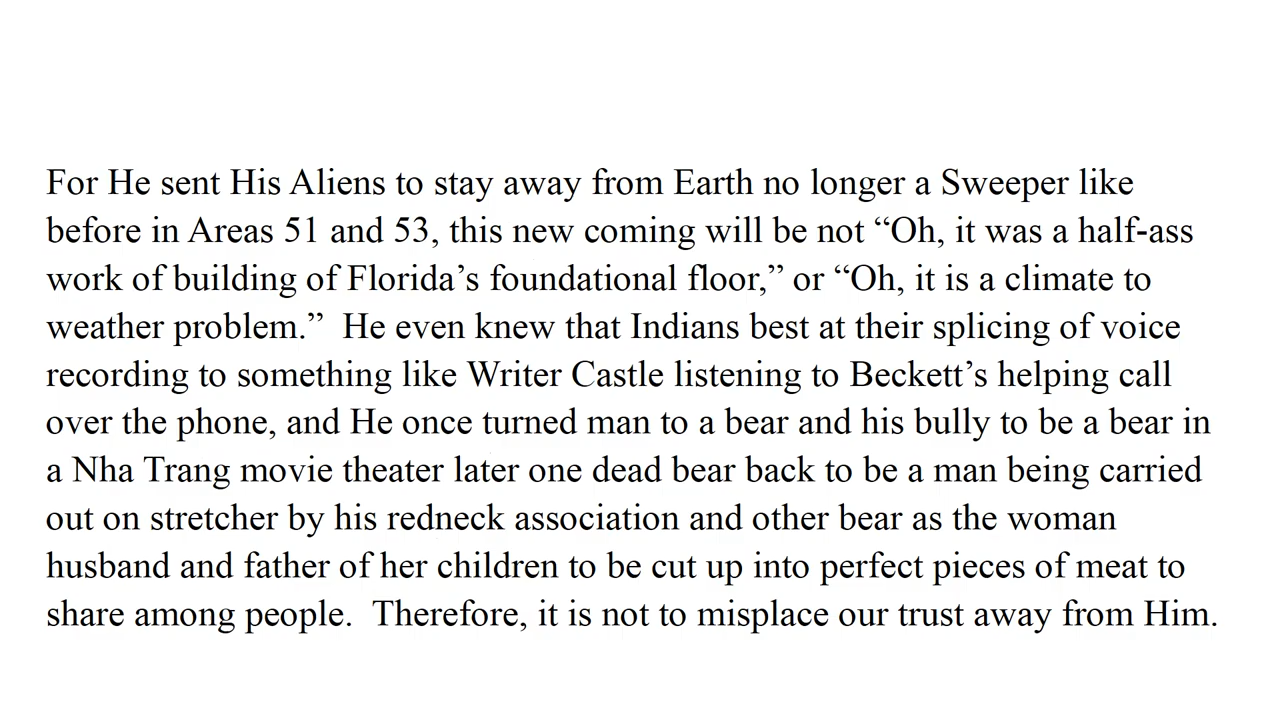 For He sent His Aliens to stay away from Earth no longer a Sweeper like
before in Areas 51 and 53, this new coming will be not “Oh, it was a half-ass
work of building of Florida’s foundational floor,” or “Oh, it is a climate to
weather problem.”  He even knew that Indians best at their splicing of voice
recording to something like Writer Castle listening to Beckett’s helping call
over the phone, and He once turned man to a bear and his bully to be a bear in
a Nha Trang movie theater later one dead bear back to be a man being carried
out on stretcher by his redneck association and other bear as the woman
husband and father of her children to be cut up into perfect pieces of meat to
share among people.  Therefore, it is not to misplace our trust away from Him.